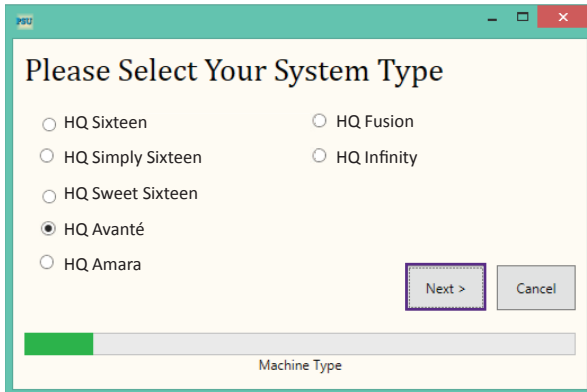 PSU
Please Select Your System Type
HQ Sixteen
HQ Simply Sixteen
HQ Sweet Sixteen
HQ Avanté
HQ Amara
HQ Fusion
HQ Infinity
Next >
Cancel
Machine Type